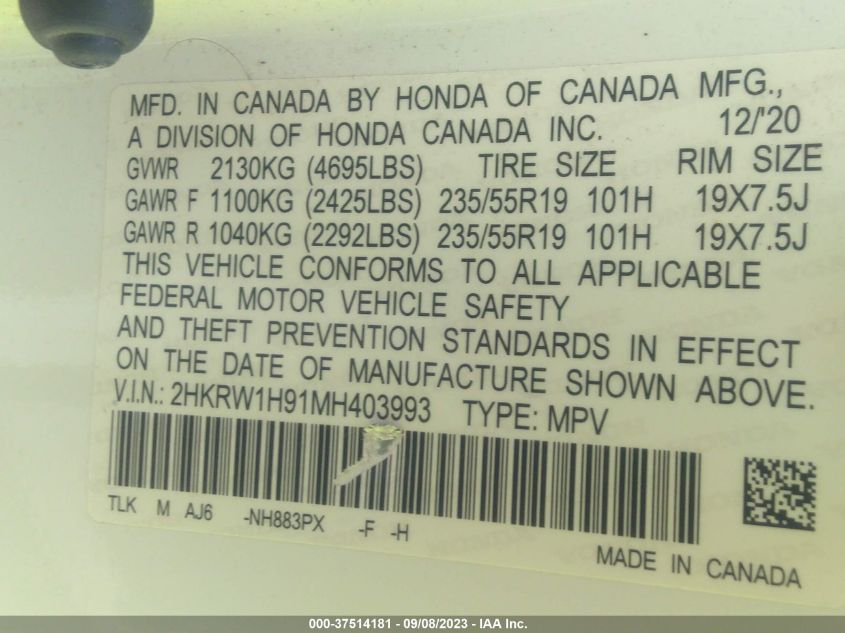 MFD. IN CANADA BY HONDA OF CANADA MFG.,
A DIVISION OF HONDA CANADA INC. 12/'20
GVWR 2130KG (4695LBS) TIRE SIZE RIM SIZE
GAWR F 1100KG (2425LBS) 235/55R19 101H 19X7.5J
GAWR R 1040KG (2292LBS) 235/55R19 101H 19X7.5J
THIS VEHICLE CONFORMS TO ALL APPLICABLE
FEDERAL MOTOR VEHICLE SAFETY
AND THEFT PREVENTION STANDARDS IN EFFECT
ON THE DATE OF MANUFACTURE SHOWN ABOVE.
V.I.N.: 2HKRW1H91MH403993 TYPE: MPV
TLK M AJ6 -NH883PX -F -H
MADE IN CANADA
000-37514181 - 09/08/2023 - IAA Inc.